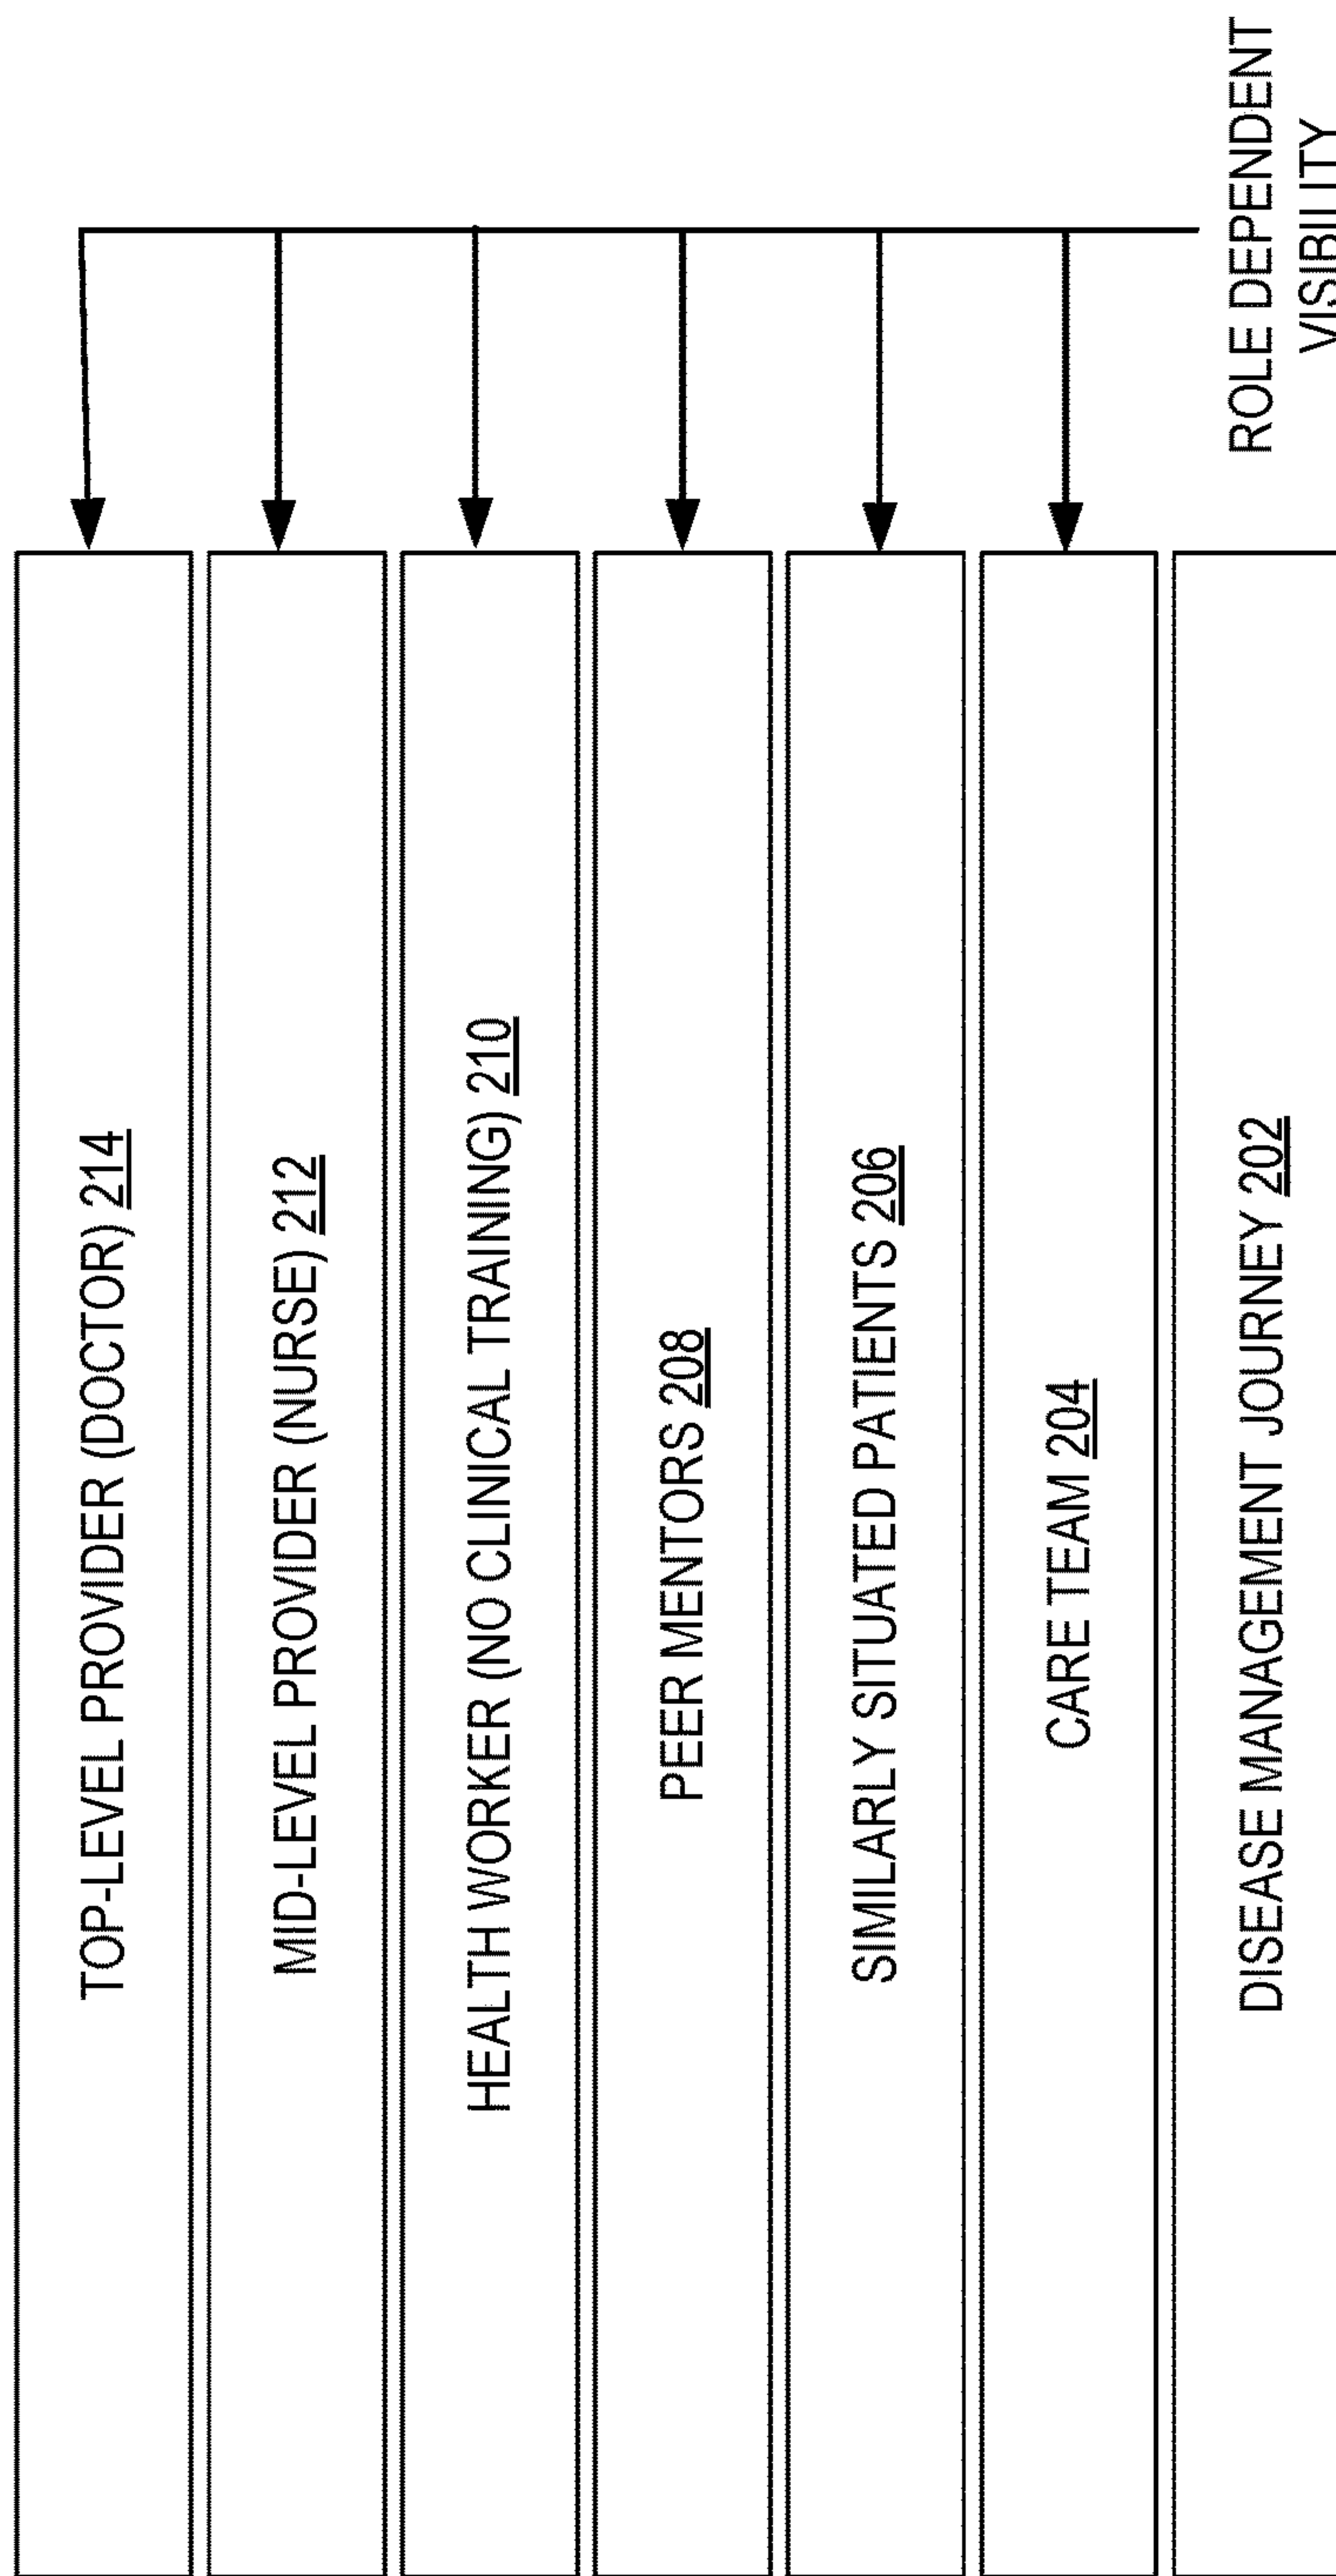 TOP-LEVEL PROVIDER (DOCTOR) 214
MID-LEVEL PROVIDER (NURSE) 212
HEALTH WORKER (NO CLINICAL TRAINING) 210
PEER MENTORS 208
SIMILARLY SITUATED PATIENTS 206
CARE TEAM 204
DISEASE MANAGEMENT JOURNEY 202
ROLE DEPENDENT
VISIBILITY